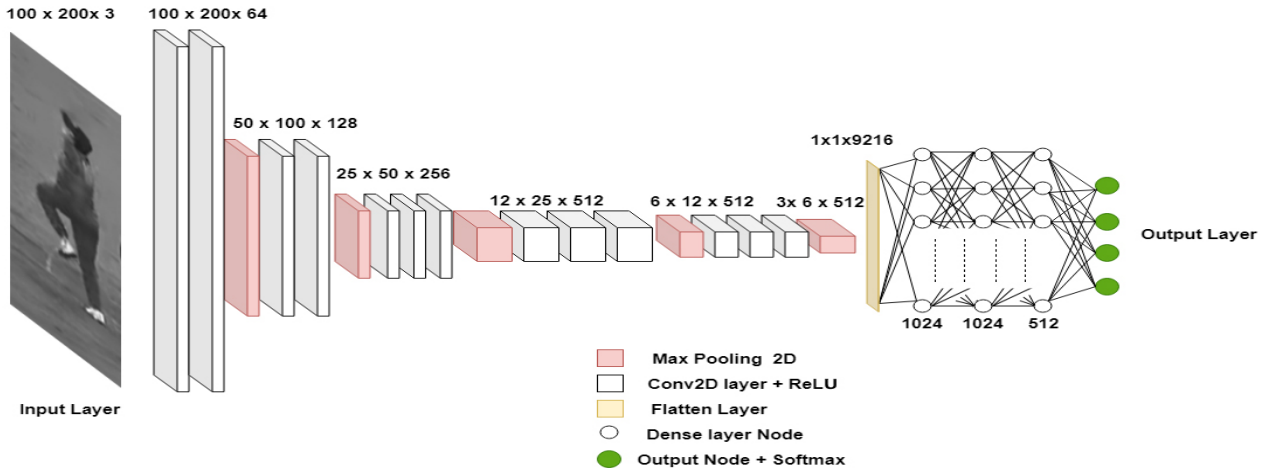 100 x 200x 3
100 x 200x 64
50 x 100 x 128
25 x 50 x 256
12 x 25 x 512
6 x 12 x 512
3x 6 x 512
1x1x9216
Output Layer
1024
1024
512
Input Layer
Max Pooling 2D
Conv2D layer + ReLU
Flatten Layer
Dense layer Node
Output Node + Softmax